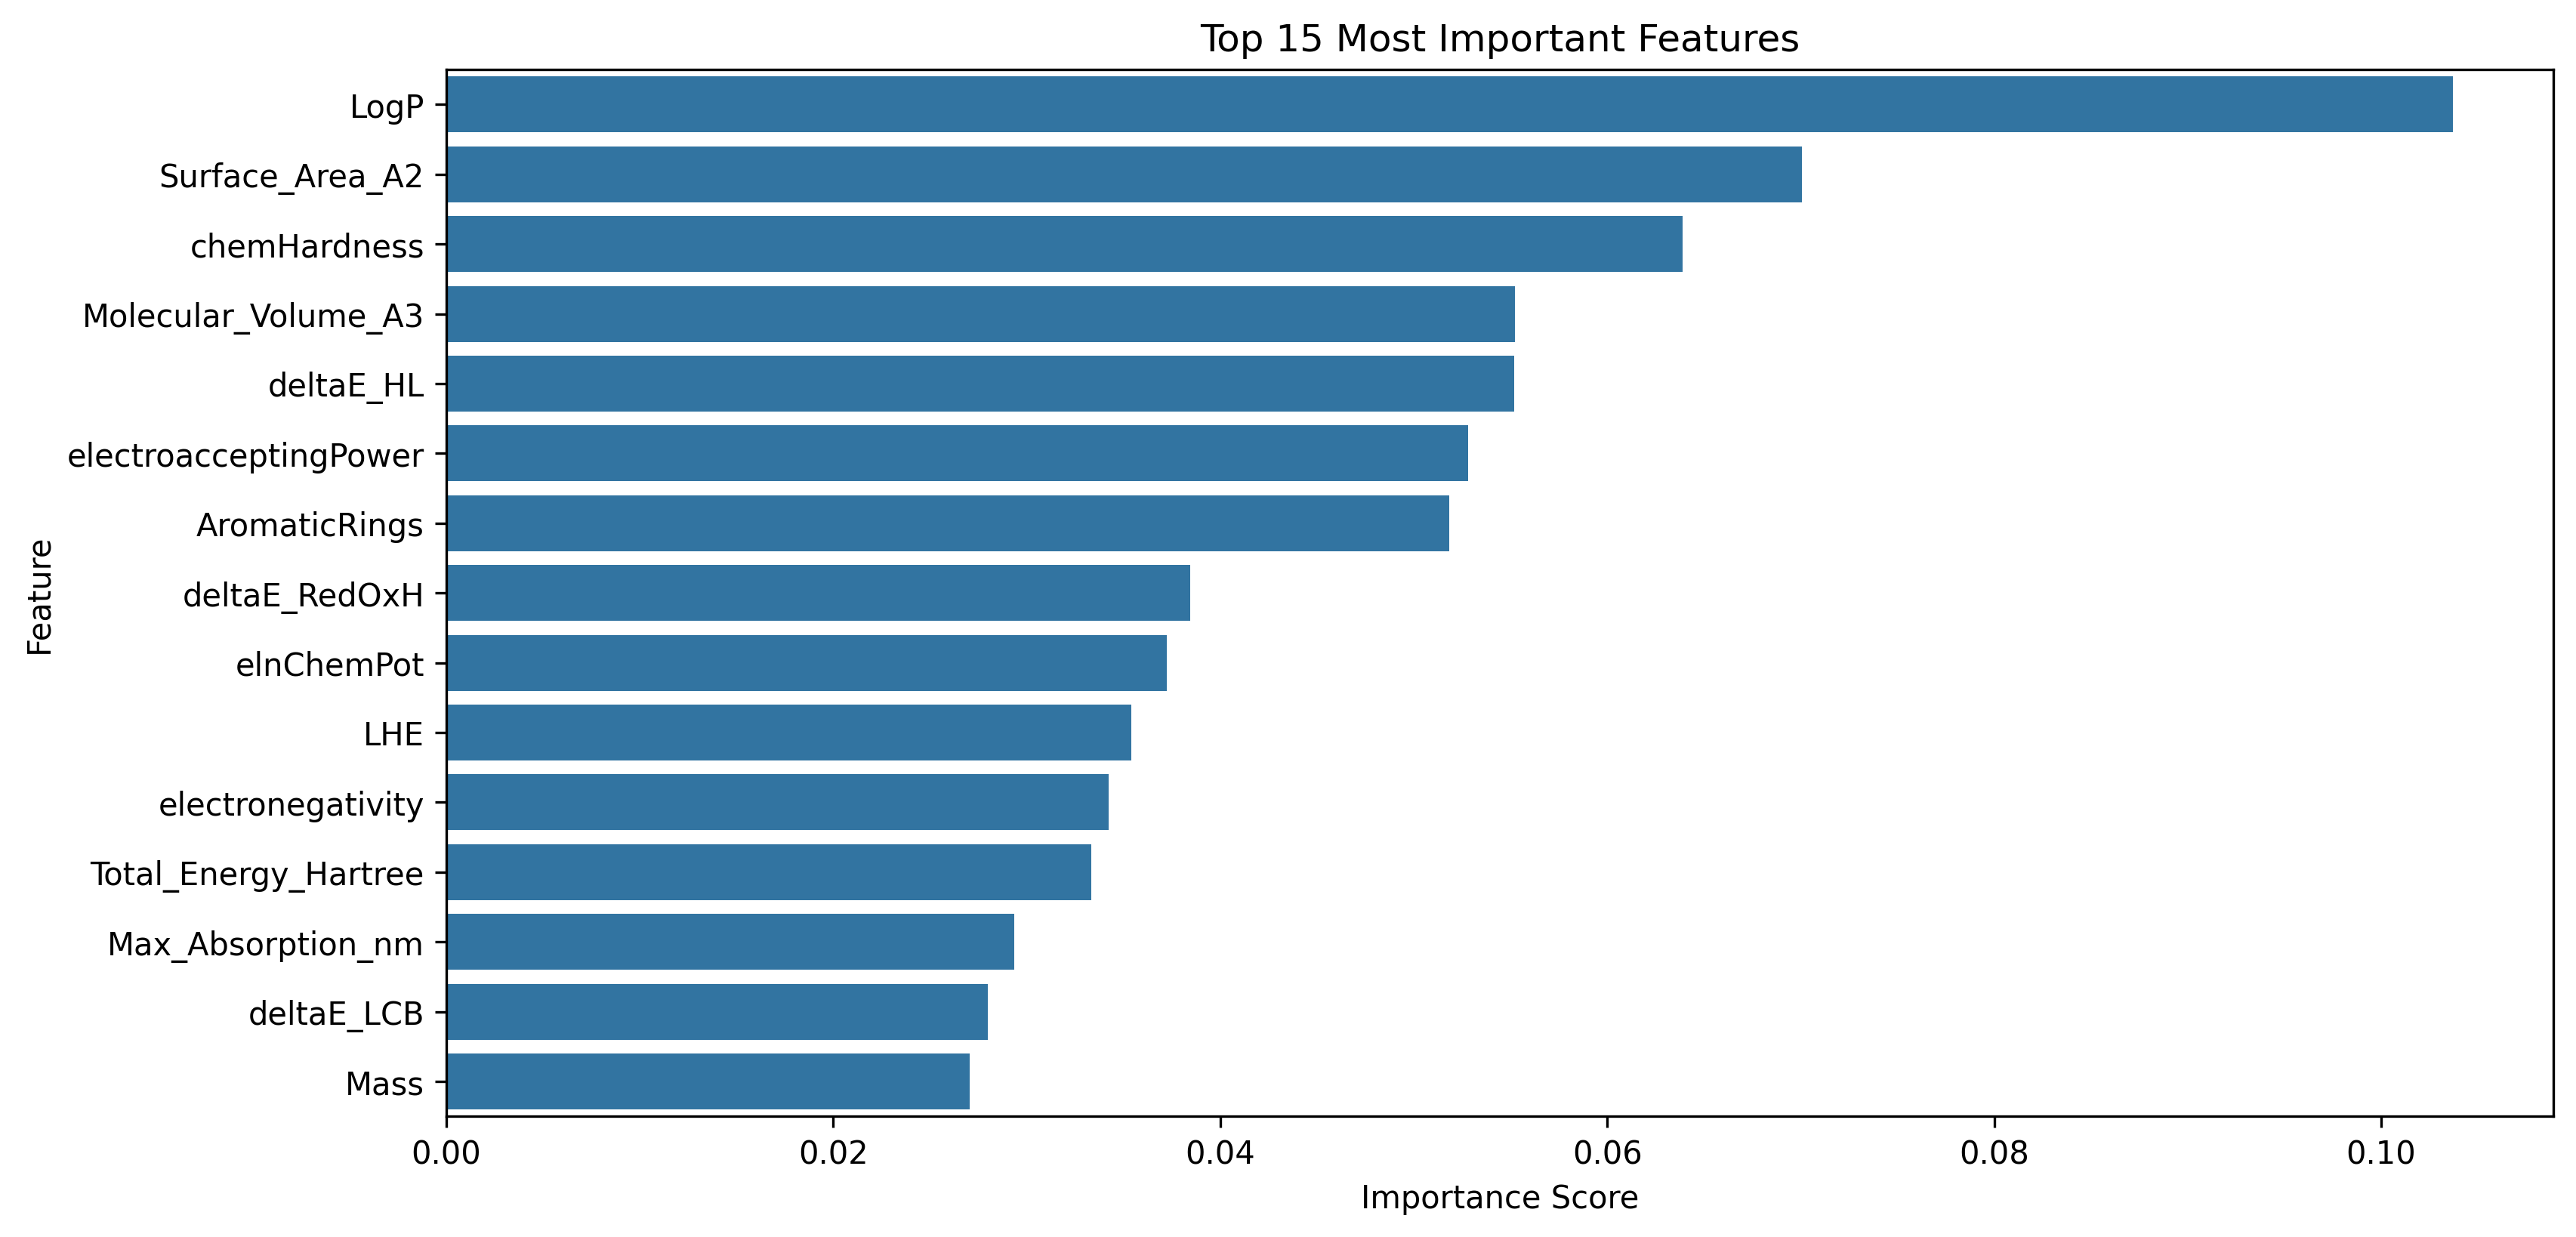 Top 15 Most Important Features
LogP
Surface_Area_A2
chemHardness
Molecular_Volume_A3
deltaE_HL
electroacceptingPower
AromaticRings
deltaE_RedOxH
elnChemPot
LHE
electronegativity
Total_Energy_Hartree
Max_Absorption_nm
deltaE_LCB
Mass
Feature
0.00 0.02 0.04 0.06 0.08 0.10
Importance Score